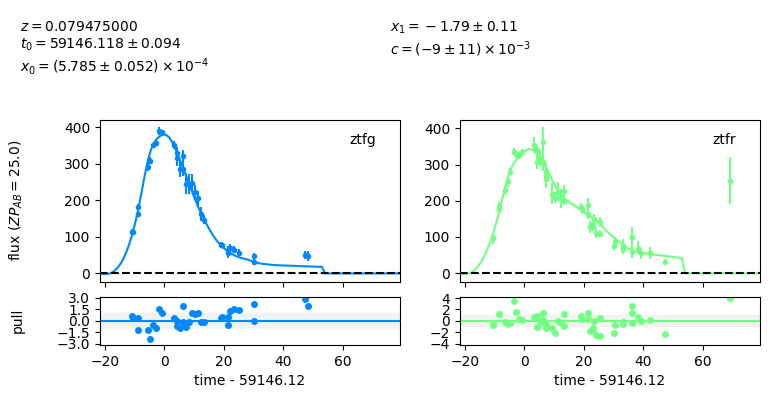 z = 0.079475000
t0 = 59146.118 ± 0.094
x0 = (5.785 ± 0.052) × 10^−4
x1 = −1.79 ± 0.11
c = (−9 ± 11) × 10^−3
flux (ZP_AB = 25.0)
400
300
200
100
0
ztfg
400
300
200
100
0
ztfr
pull
3.0
1.5
0.0
−1.5
−3.0
−20 0 20 40 60
time - 59146.12
4
2
0
−2
−4
−20 0 20 40 60
time - 59146.12